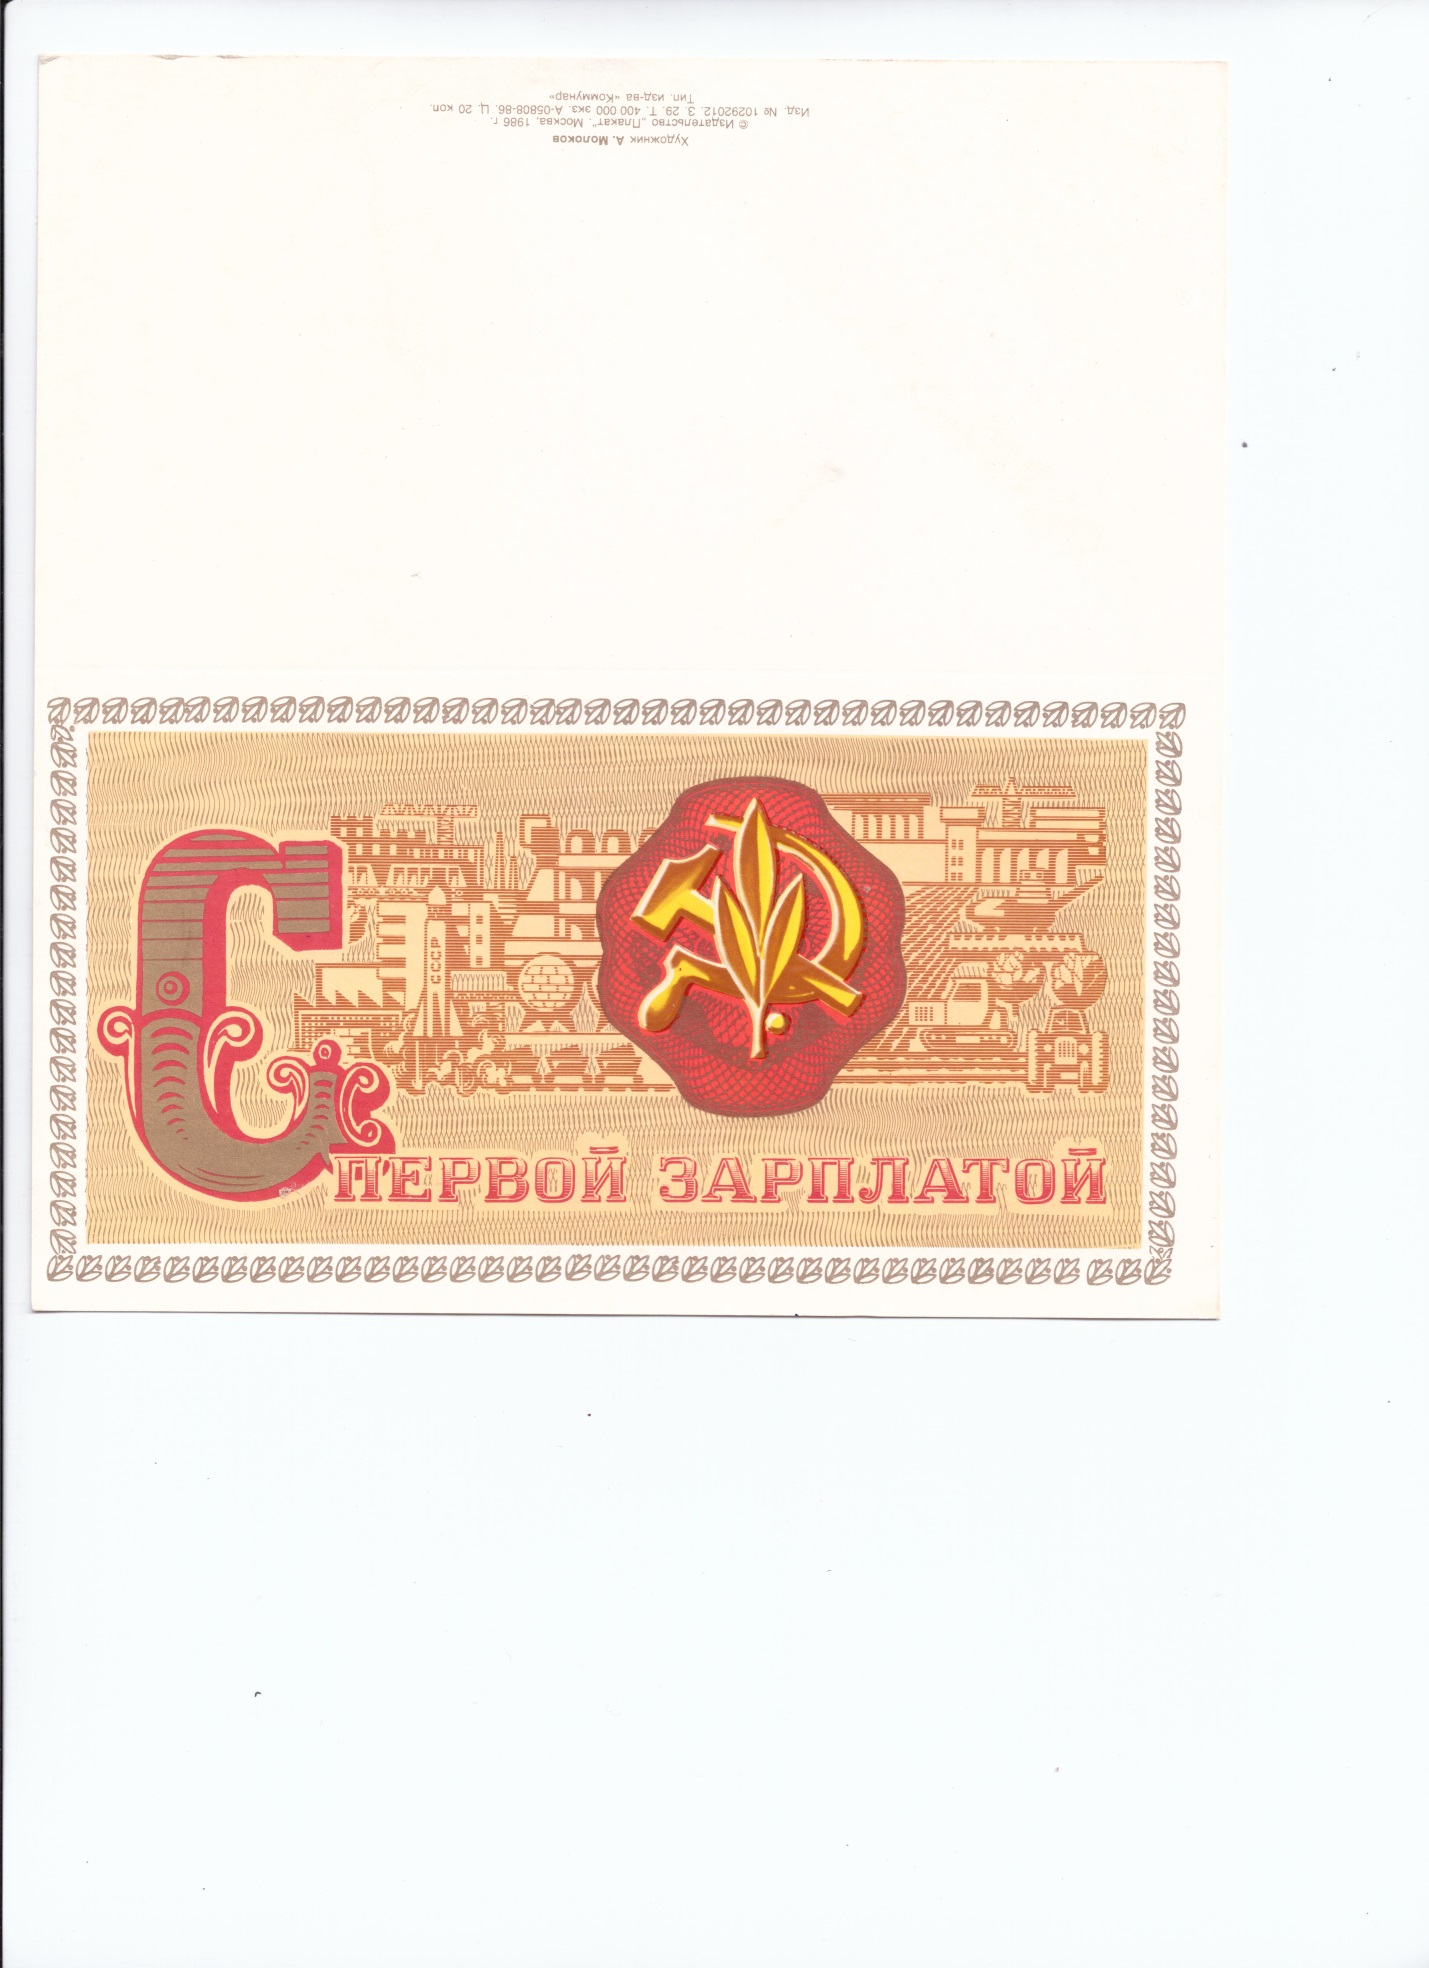 Художник А. Молоков
© Издательство „Плакат“. Москва, 1986 г.
Изд. № 10292012. З. 29. Т. 400 000 экз. А-05808-86. Ц. 20 коп.
Тип. изд-ва «Коммунар»
СССР
С ПЕРВОЙ ЗАРПЛАТОЙ